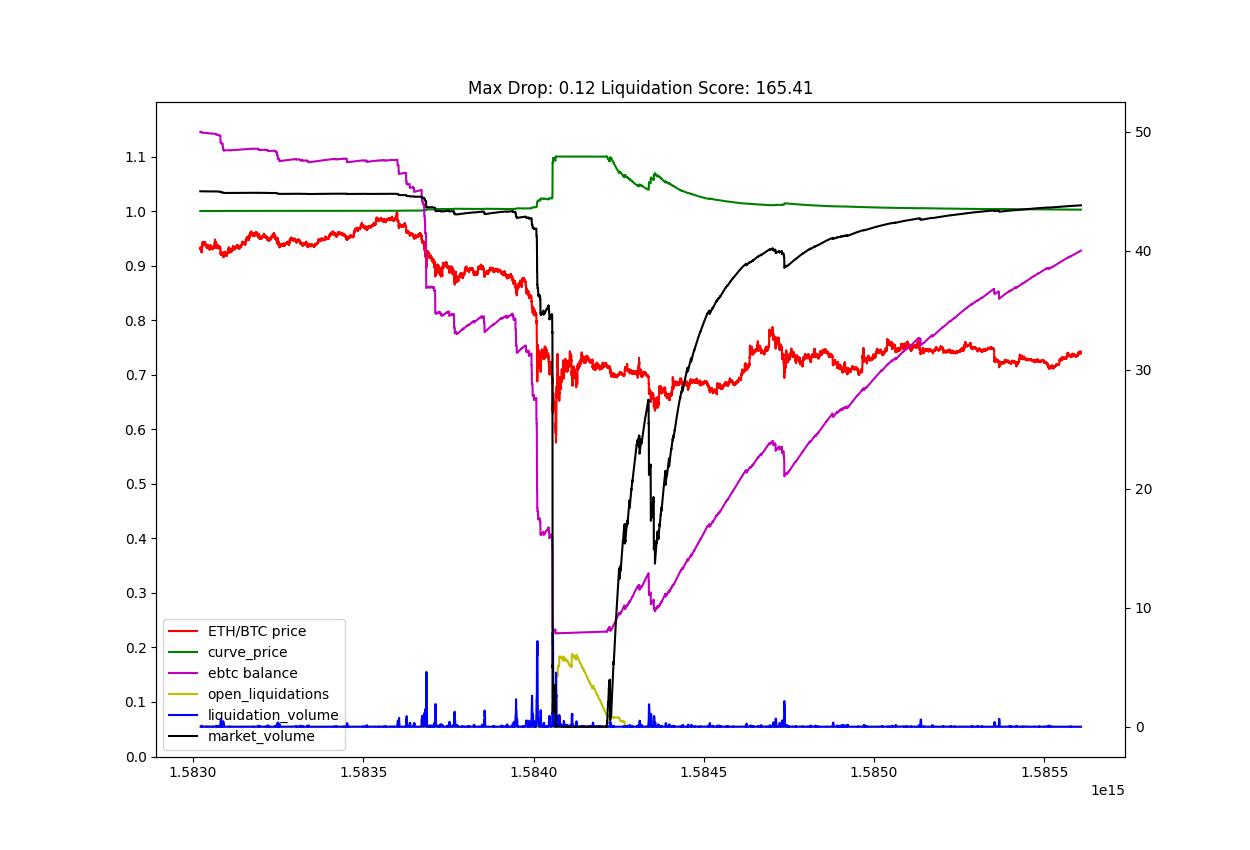 Max Drop: 0.12 Liquidation Score: 165.41
1.1
1.0
0.9
0.8
0.7
0.6
0.5
0.4
0.3
0.2
0.1
0.0
50
40
30
20
10
0
ETH/BTC price
curve_price
ebtc balance
open_liquidations
liquidation_volume
market_volume
1.5830 1.5835 1.5840 1.5845 1.5850 1.5855
1e15